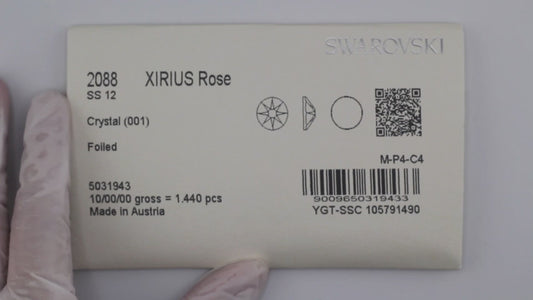 SWAROVSKI
2088 XIRIUS Rose
SS 12
Crystal (001)
Foiled
M-P4-C4
5031943
10/00/00 gross = 1.440 pcs
Made in Austria
9009650319433
YGT-SSC 105791490